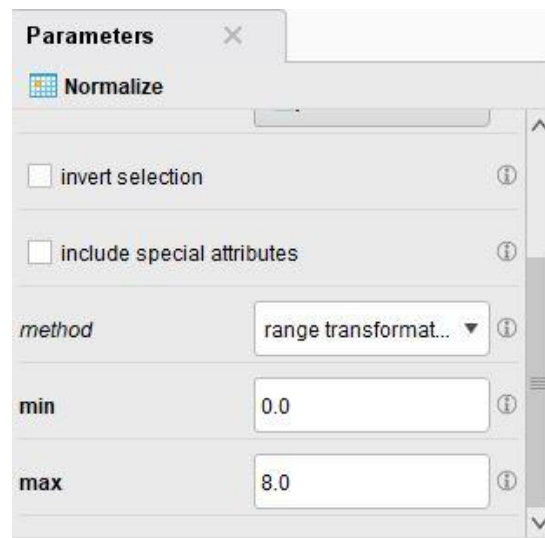 Parameters
Normalize
invert selection
include special attributes
method range transformat...
min 0.0
max 8.0